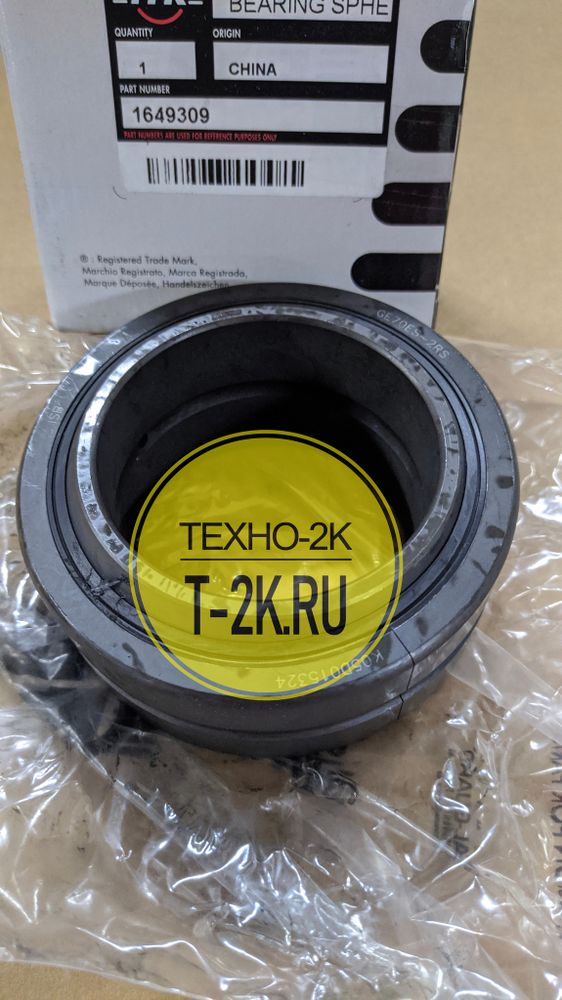 BEARING SPHE
QUANTITY
ORIGIN
1
CHINA
PART NUMBER
1649309
PART NUMBERS ARE USED FOR REFERENCE PURPOSES ONLY
® : Registered Trade Mark,
Marchio Registrato, Marca Registrada,
Marque Déposée, Handelszeichen
GE70ES-2RS
ТЕХНО-2К
T-2K.RU
K05D015324